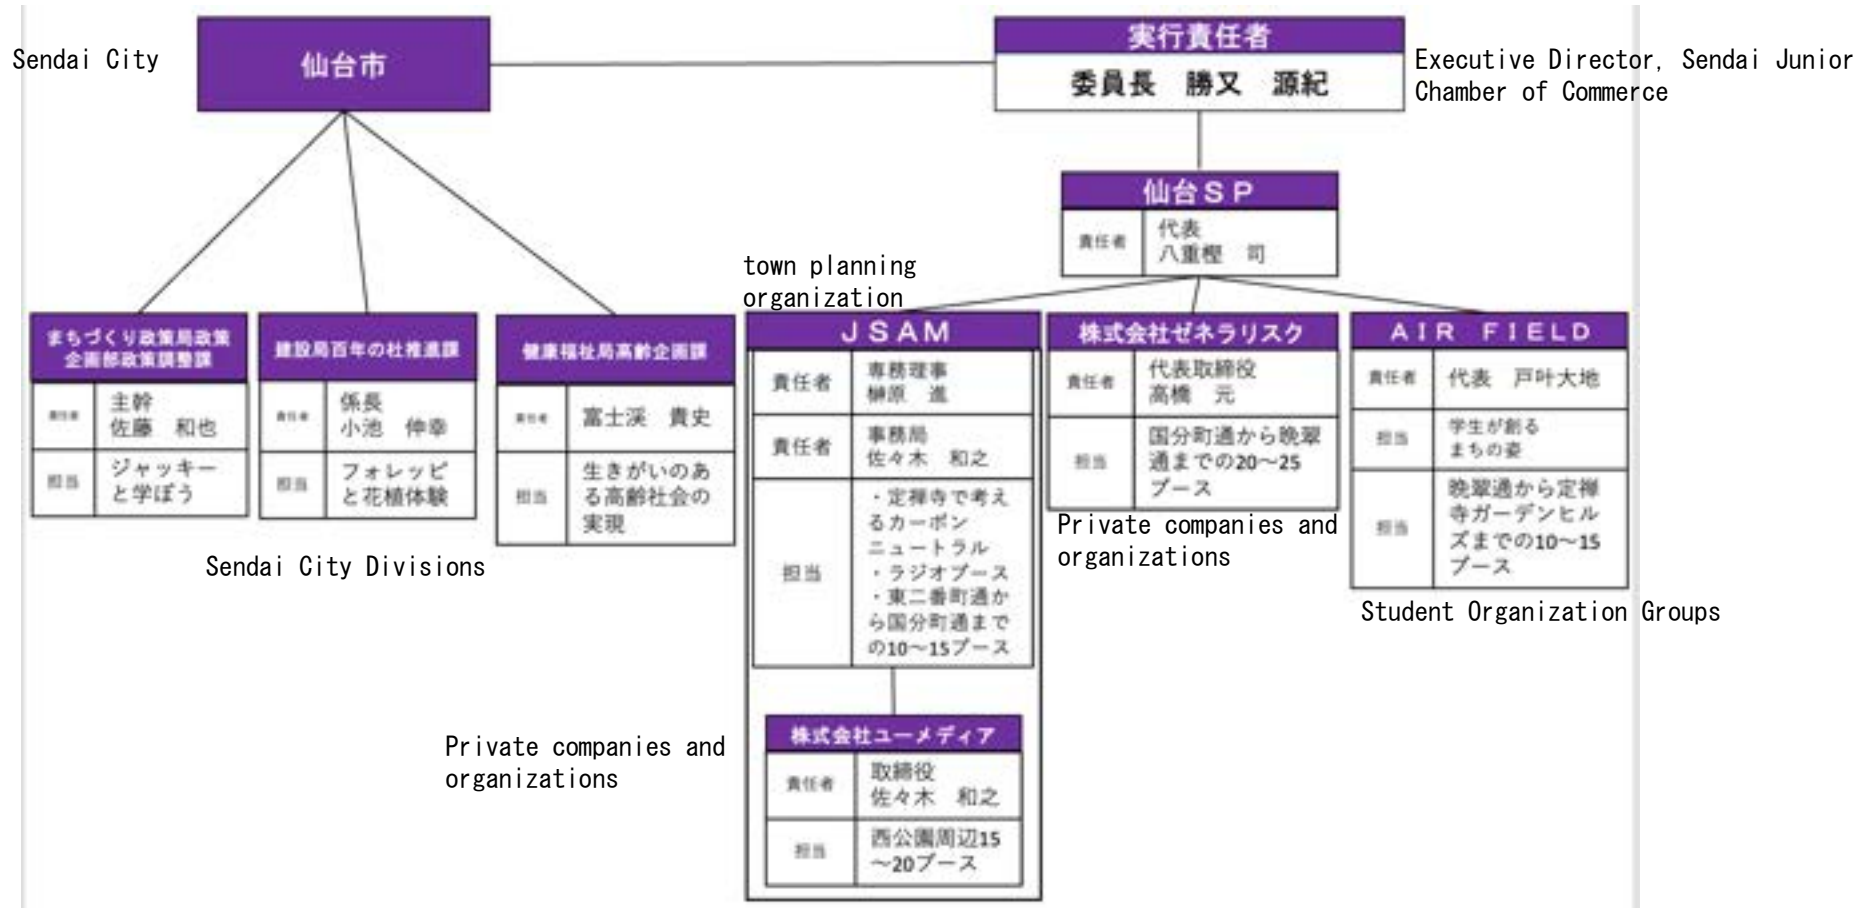 Sendai City
仙台市
実行責任者
委員長 勝又 源紀
Executive Director, Sendai Junior
Chamber of Commerce
仙台SP
責任者
代表
八重樫 司
town planning
organization
まちづくり政策局政策
企画部政策調整課
責任者
主幹
佐藤 和也
担当
ジャッキー
と学ぼう
建設局百年の杜推進課
責任者
係長
小池 伸幸
担当
フォレッピ
と花植体験
健康福祉局高齢企画課
責任者
富士渓 貴史
担当
生きがいのあ
る高齢社会の
実現
Sendai City Divisions
JSAM
責任者
専務理事
榊原 進
責任者
事務局
佐々木 和之
担当
・定禅寺で考え
るカーボン
ニュートラル
・ラジオブース
・東二番町通か
ら国分町通まで
の10～15ブース
株式会社ゼネラリスク
責任者
代表取締役
高橋 元
担当
国分町通から晩翠
通までの20～25
ブース
Private companies and
organizations
AIR FIELD
責任者
代表 戸叶大地
担当
学生が創る
まちの姿
担当
晩翠通から定禅
寺ガーデンヒル
ズまでの10～15
ブース
Student Organization Groups
Private companies and
organizations
株式会社ユーメディア
責任者
取締役
佐々木 和之
担当
西公園周辺15
～20ブース